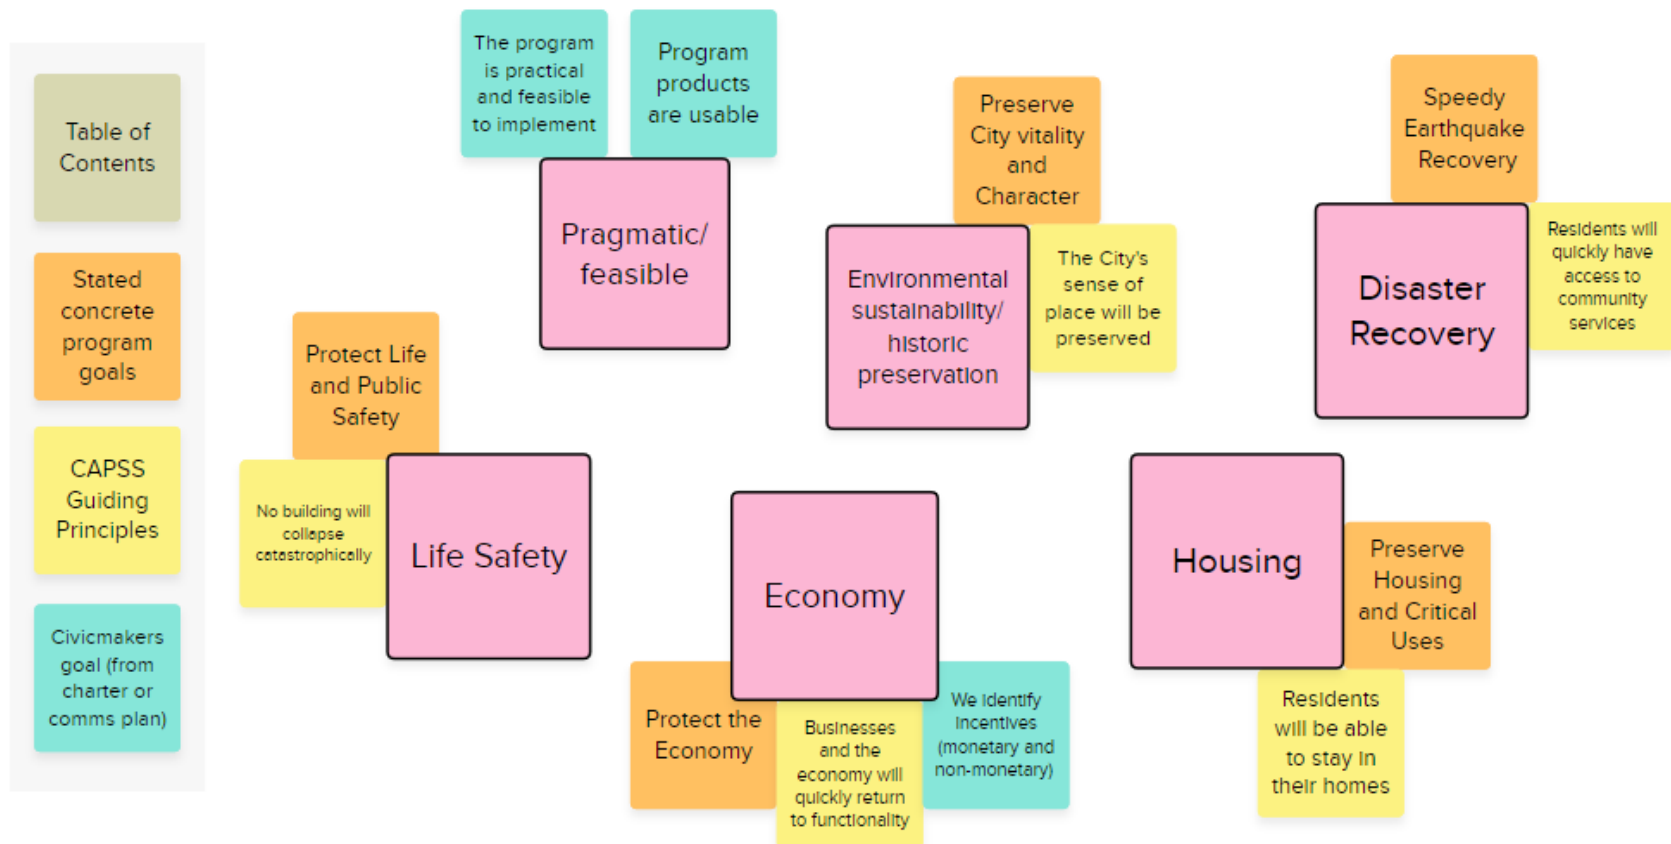 Table of
Contents
Stated
concrete
program
goals
CAPSS
Guiding
Principles
Civicmakers
goal (from
charter or
comms plan)
The program
is practical
and feasible
to implement
Program
products
are usable
Pragmatic/
feasible
Preserve
City vitality
and
Character
The City's
sense of
place will be
preserved
Environmental
sustainability/
historic
preservation
Speedy
Earthquake
Recovery
Residents will
quickly have
access to
community
services
Disaster
Recovery
Protect Life
and Public
Safety
No building will
collapse
catastrophically
Life Safety
Economy
Protect the
Economy
Businesses
and the
economy will
quickly return
to functionality
We identify
incentives
(monetary and
non-monetary)
Housing
Preserve
Housing
and Critical
Uses
Residents
will be able
to stay in
their homes